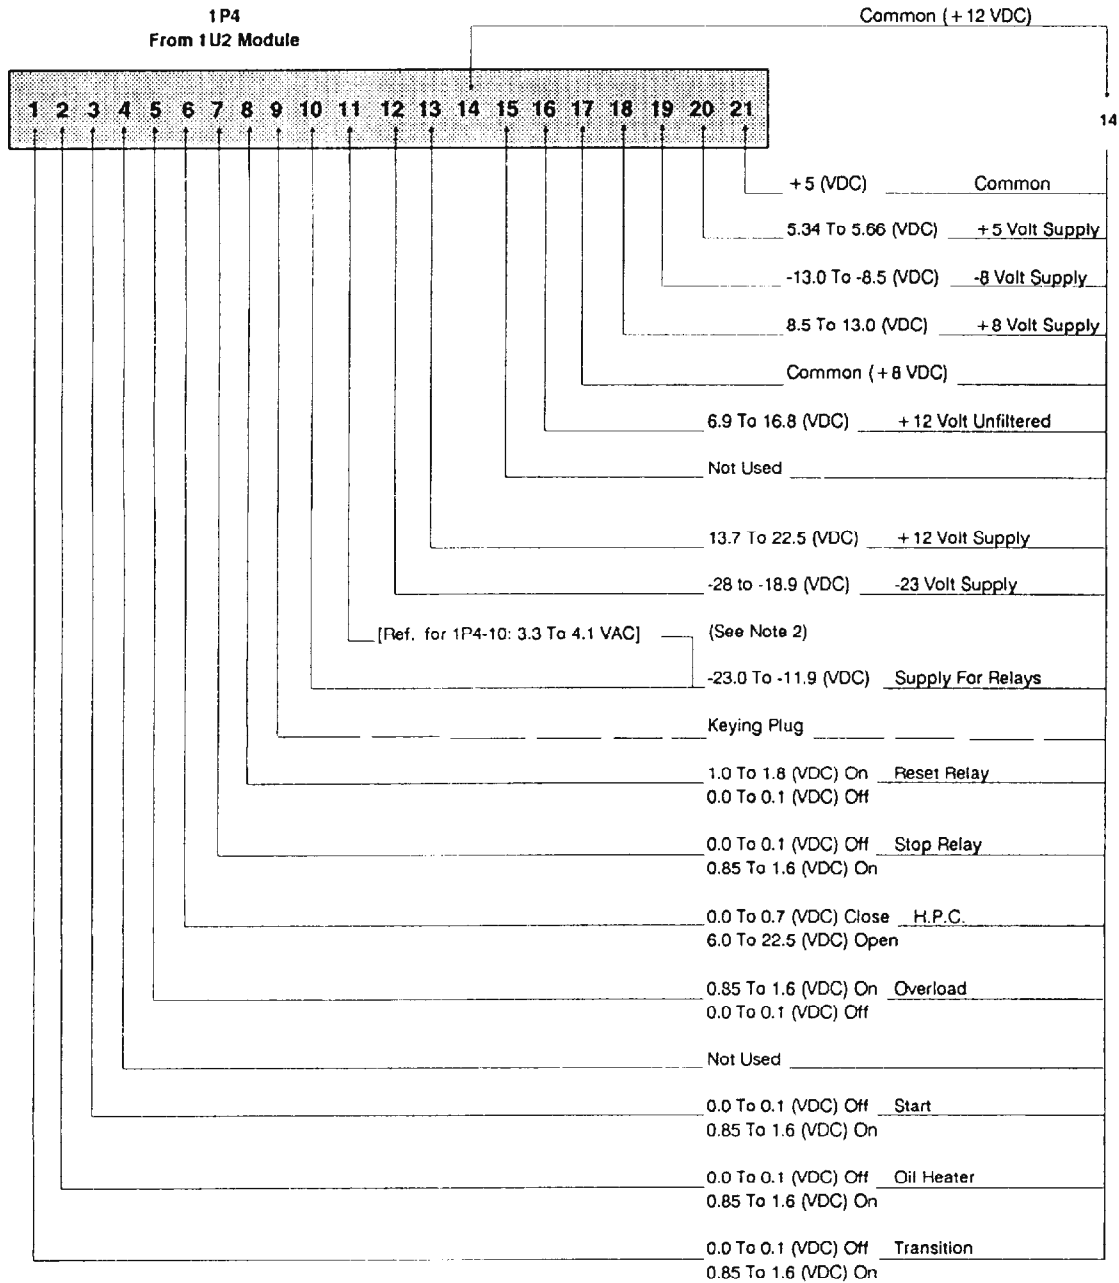 1P4
From 1U2 Module
Common (+12 VDC)
1 2 3 4 5 6 7 8 9 10 11 12 13 14 15 16 17 18 19 20 21
14
+5 (VDC) Common
5.34 To 5.66 (VDC) +5 Volt Supply
-13.0 To -8.5 (VDC) -8 Volt Supply
8.5 To 13.0 (VDC) +8 Volt Supply
Common (+8 VDC)
6.9 To 16.8 (VDC) +12 Volt Unfiltered
Not Used
13.7 To 22.5 (VDC) +12 Volt Supply
-28 to -18.9 (VDC) -23 Volt Supply
[Ref. for 1P4-10: 3.3 To 4.1 VAC] (See Note 2)
-23.0 To -11.9 (VDC) Supply For Relays
Keying Plug
1.0 To 1.8 (VDC) On Reset Relay
0.0 To 0.1 (VDC) Off
0.0 To 0.1 (VDC) Off Stop Relay
0.85 To 1.6 (VDC) On
0.0 To 0.7 (VDC) Close H.P.C.
6.0 To 22.5 (VDC) Open
0.85 To 1.6 (VDC) On Overload
0.0 To 0.1 (VDC) Off
Not Used
0.0 To 0.1 (VDC) Off Start
0.85 To 1.6 (VDC) On
0.0 To 0.1 (VDC) Off Oil Heater
0.85 To 1.6 (VDC) On
0.0 To 0.1 (VDC) Off Transition
0.85 To 1.6 (VDC) On